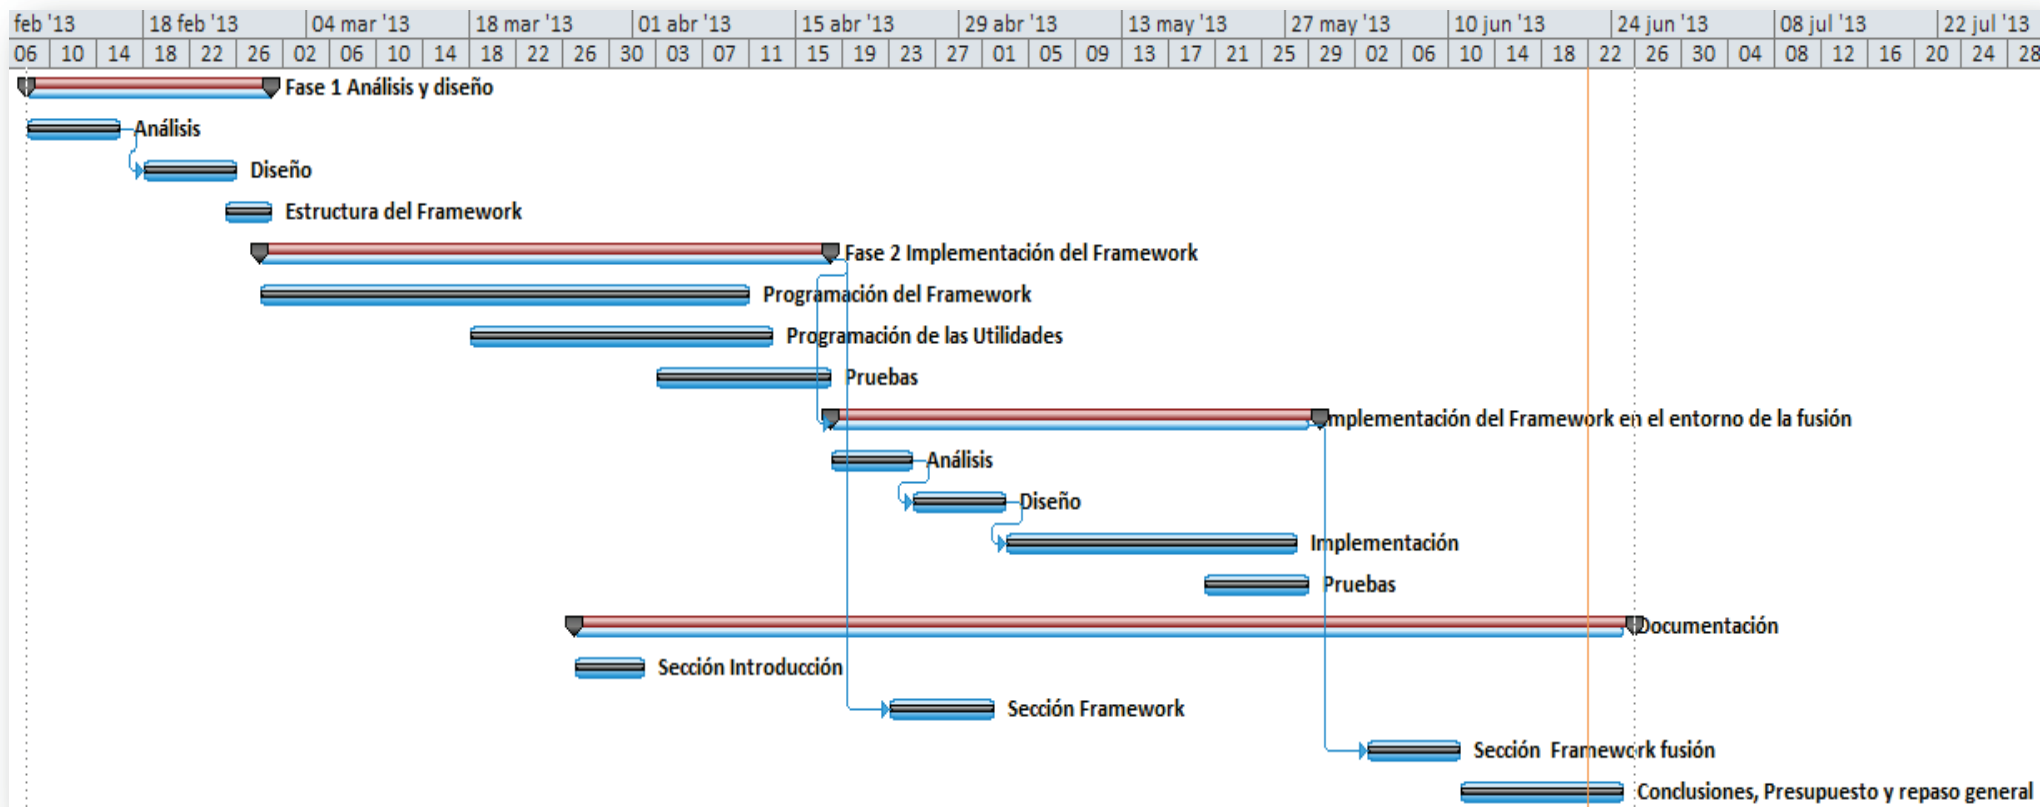 feb '13 18 feb '13 04 mar '13 18 mar '13 01 abr '13 15 abr '13 29 abr '13 13 may '13 27 may '13 10 jun '13 24 jun '13 08 jul '13 22 jul '13
06 10 14 18 22 26 02 06 10 14 18 22 26 30 03 07 11 15 19 23 27 01 05 09 13 17 21 25 29 02 06 10 14 18 22 26 30 04 08 12 16 20 24 28
Fase 1 Análisis y diseño
Análisis
Diseño
Estructura del Framework
Fase 2 Implementación del Framework
Programación del Framework
Programación de las Utilidades
Pruebas
Implementación del Framework en el entorno de la fusión
Análisis
Diseño
Implementación
Pruebas
Documentación
Sección Introducción
Sección Framework
Sección Framework fusión
Conclusiones, Presupuesto y repaso general